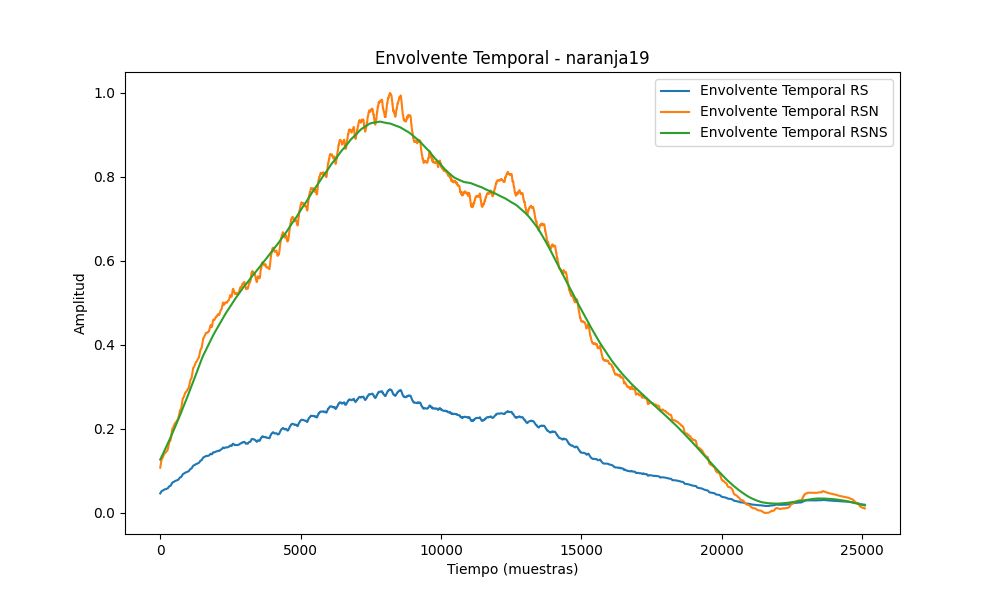 Envolvente Temporal - naranja19
Envolvente Temporal RS
Envolvente Temporal RSN
Envolvente Temporal RSNS
Amplitud
1.0
0.8
0.6
0.4
0.2
0.0
0 5000 10000 15000 20000 25000
Tiempo (muestras)